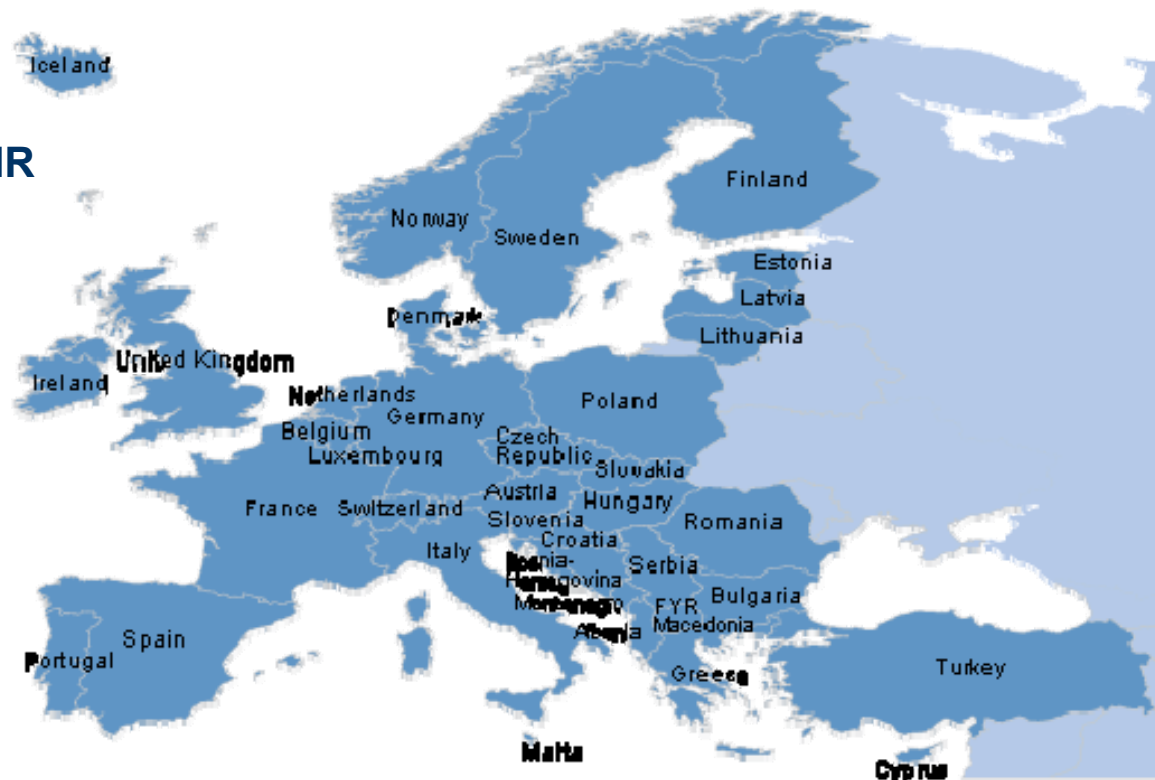 Iceland
IR
Finland
Norway
Sweden
Estonia
Latvia
Denmark
Lithuania
United Kingdom
Ireland
Netherlands
Poland
Germany
Belgium
Czech
Republic
Luxembourg
Slovakia
Austria
Hungary
France
Switzerland
Slovenia
Romania
Croatia
Italy
Bosnia-
Herzegovina
Serbia
Bulgaria
Montenegro
FYR
Macedonia
Albania
Spain
Portugal
Greece
Turkey
Malta
Cyprus